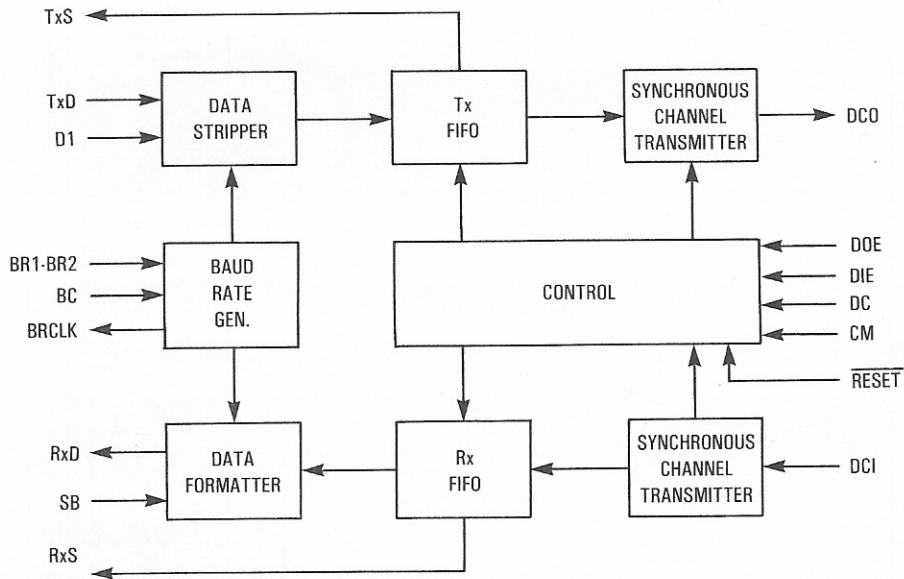 TxS
TxD
D1
DATA
STRIPPER
Tx
FIFO
SYNCHRONOUS
CHANNEL
TRANSMITTER
DCO
BR1-BR2
BC
BRCLK
BAUD
RATE
GEN.
CONTROL
DOE
DIE
DC
CM
RESET
RxD
SB
DATA
FORMATTER
Rx
FIFO
SYNCHRONOUS
CHANNEL
TRANSMITTER
DCI
RxS